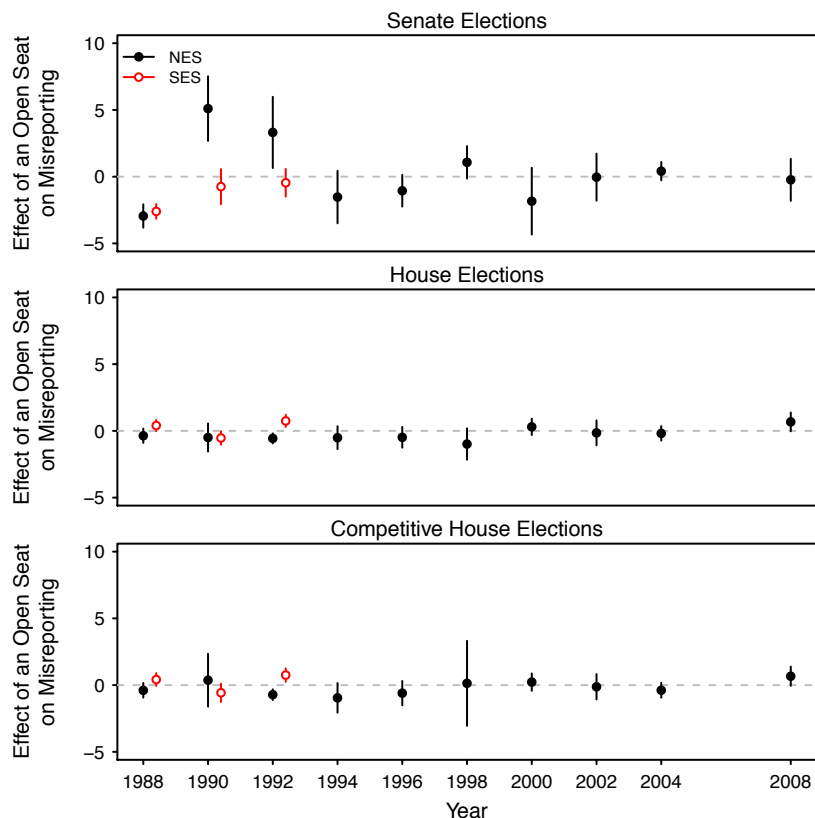 Senate Elections
Effect of an Open Seat
on Misreporting
10
5
0
−5
NES
SES
House Elections
Effect of an Open Seat
on Misreporting
10
5
0
−5
Competitive House Elections
Effect of an Open Seat
on Misreporting
10
5
0
−5
1988 1990 1992 1994 1996 1998 2000 2002 2004 2008
Year